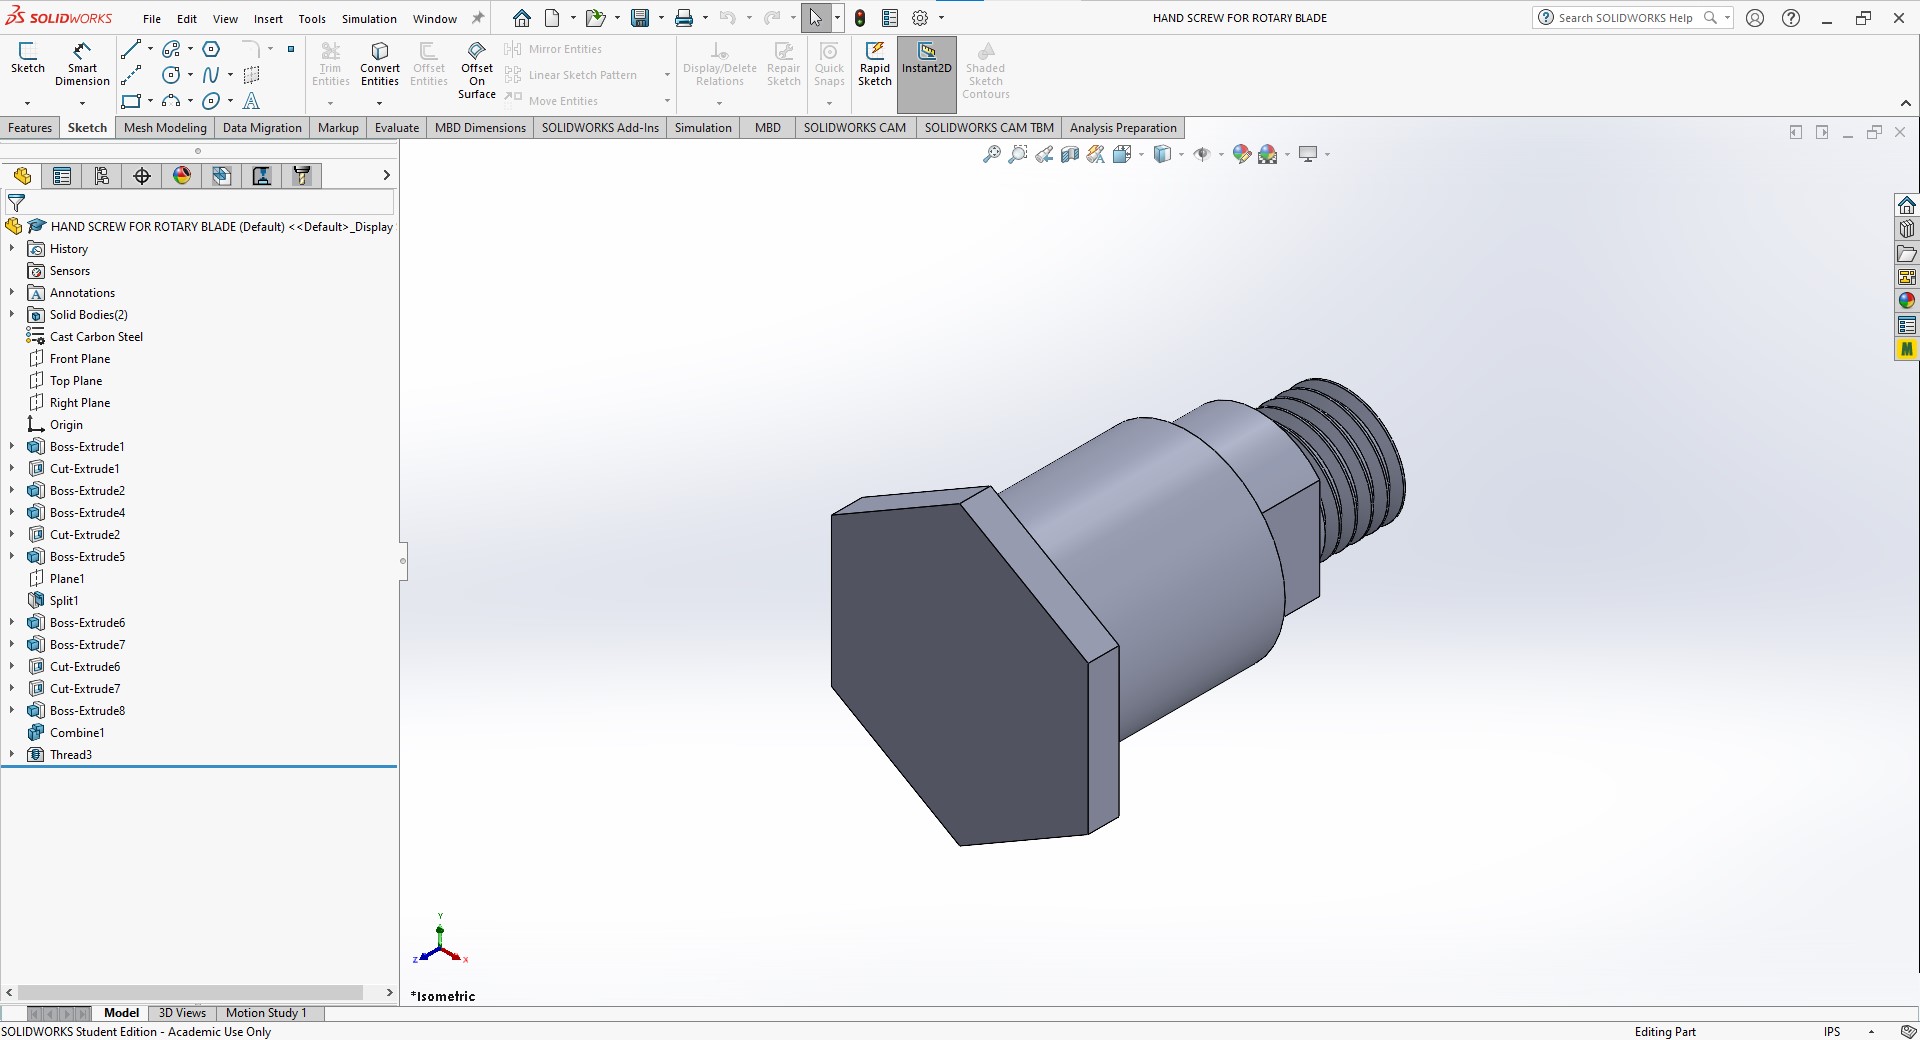 SOLIDWORKS
File Edit View Insert Tools Simulation Window
HAND SCREW FOR ROTARY BLADE
Search SOLIDWORKS Help
Sketch
Smart Dimension
Trim Entities
Convert Entities
Offset Entities
Offset On Surface
Mirror Entities
Linear Sketch Pattern
Move Entities
Display/Delete Relations
Repair Sketch
Quick Snaps
Rapid Sketch
Instant2D
Shaded Sketch Contours
Features Sketch Mesh Modeling Data Migration Markup Evaluate MBD Dimensions SOLIDWORKS Add-Ins Simulation MBD SOLIDWORKS CAM SOLIDWORKS CAM TBM Analysis Preparation
HAND SCREW FOR ROTARY BLADE (Default) <<Default>_Display
History
Sensors
Annotations
Solid Bodies(2)
Cast Carbon Steel
Front Plane
Top Plane
Right Plane
Origin
Boss-Extrude1
Cut-Extrude1
Boss-Extrude2
Boss-Extrude4
Cut-Extrude2
Boss-Extrude5
Plane1
Split1
Boss-Extrude6
Boss-Extrude7
Cut-Extrude6
Cut-Extrude7
Boss-Extrude8
Combine1
Thread3
M
Y
Z
X
*Isometric
Model 3D Views Motion Study 1
SOLIDWORKS Student Edition - Academic Use Only
Editing Part
IPS